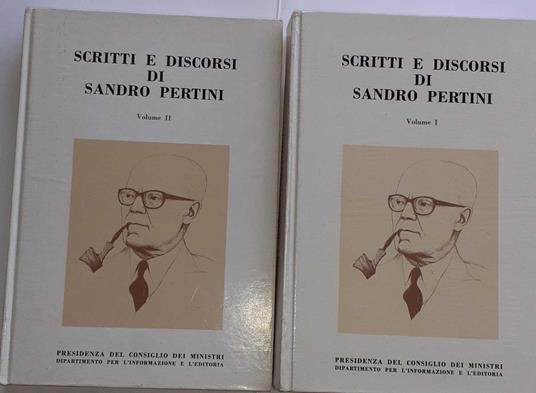 SCRITTI E DISCORSI
DI
SANDRO PERTINI
Volume II
PRESIDENZA DEL CONSIGLIO DEI MINISTRI
DIPARTIMENTO PER L'INFORMAZIONE E L'EDITORIA
SCRITTI E DISCORSI
DI
SANDRO PERTINI
Volume I
PRESIDENZA DEL CONSIGLIO DEI MINISTRI
DIPARTIMENTO PER L'INFORMAZIONE E L'EDITORIA